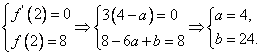 {f'(2)=0 ⇒ {3(4-a)=0 ⇒ {a=4,
{f(2)=8 {8-6a+b=8 {b=24.